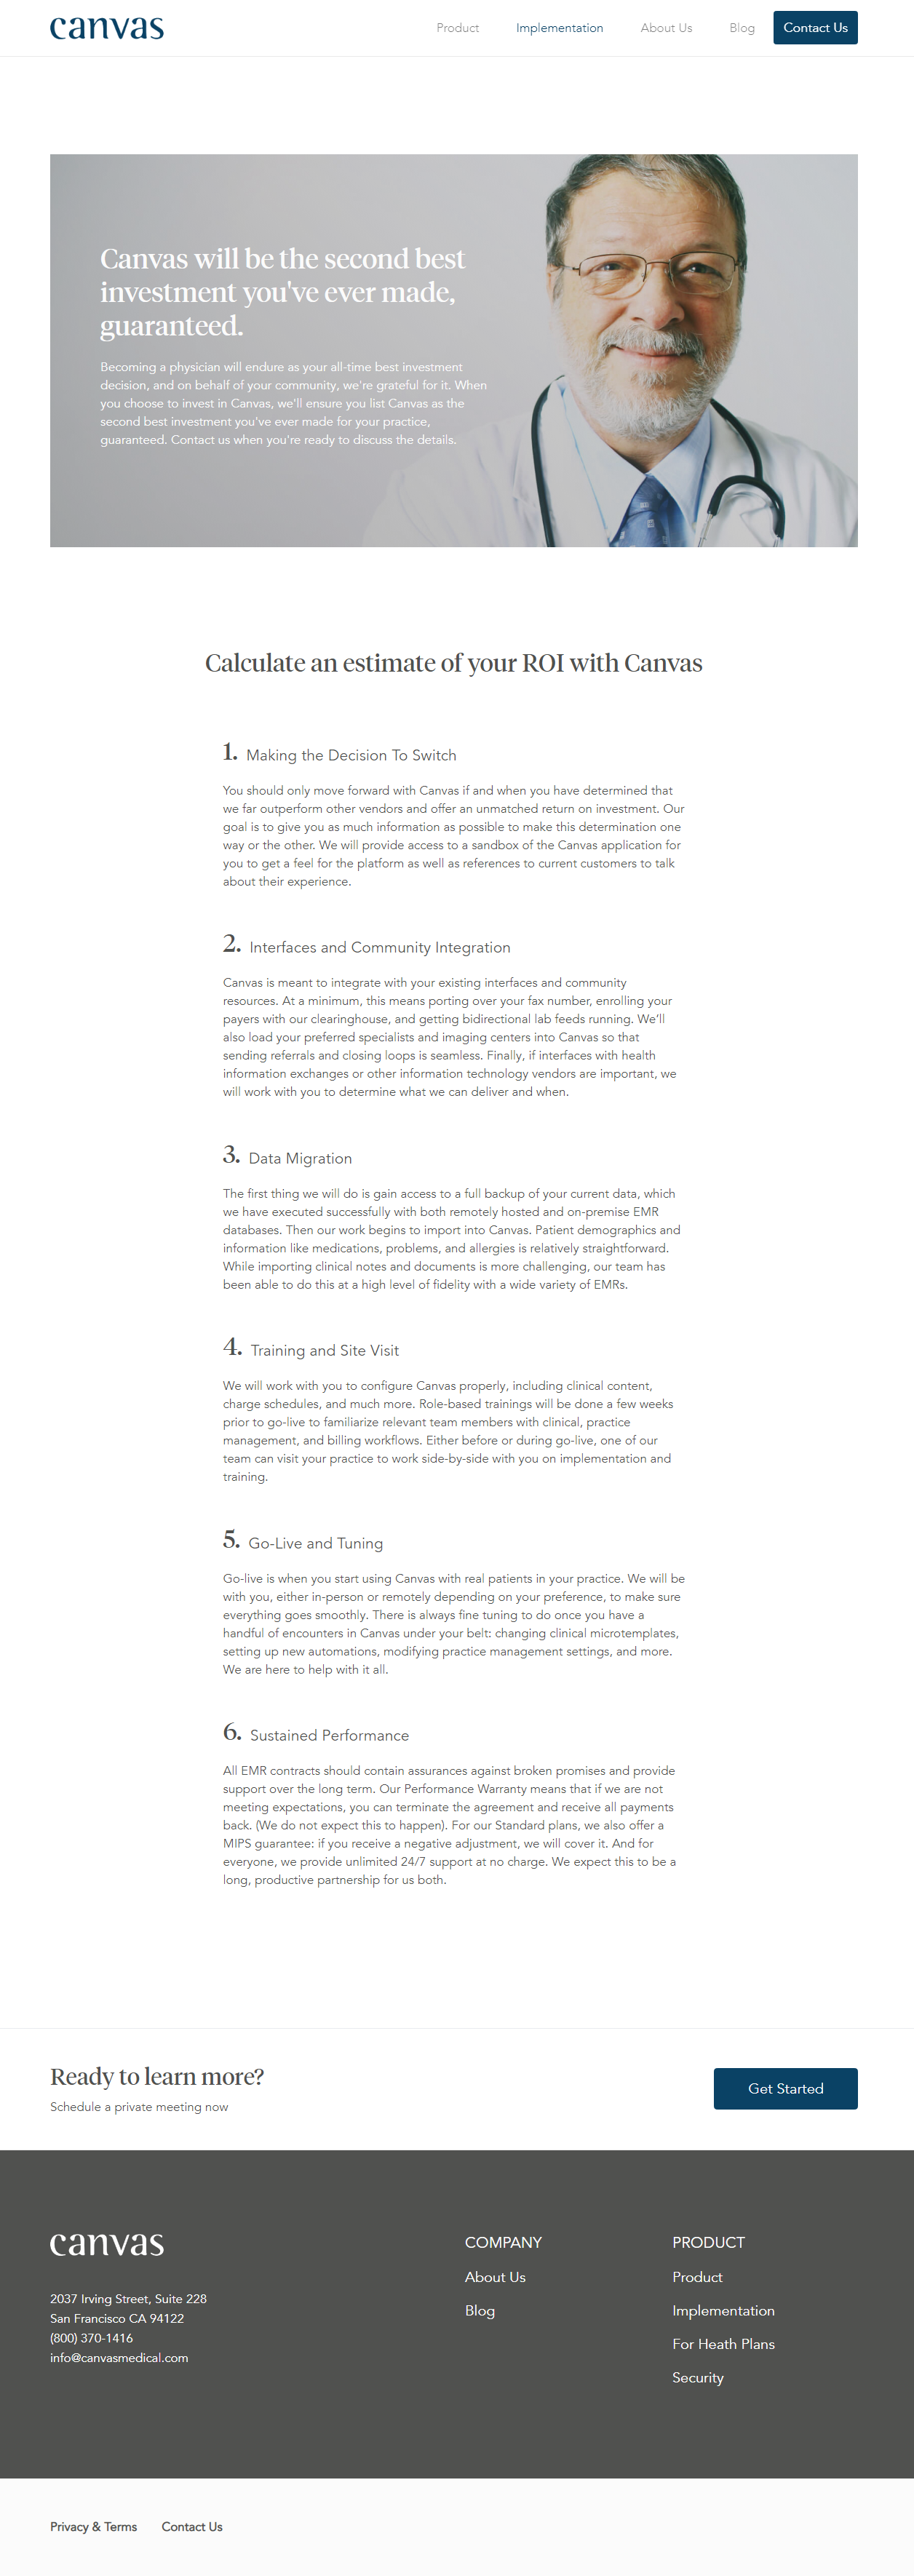 canvas
Product
Implementation
About Us
Blog
Contact Us
Canvas will be the second best
investment you've ever made,
guaranteed.
Becoming a physician will endure as your all-time best investment
decision, and on behalf of your community, we're grateful for it. When
you choose to invest in Canvas, we'll ensure you list Canvas as the
second best investment you've ever made for your practice,
guaranteed. Contact us when you're ready to discuss the details.
Calculate an estimate of your ROI with Canvas
1. Making the Decision To Switch
You should only move forward with Canvas if and when you have determined that
we far outperform other vendors and offer an unmatched return on investment. Our
goal is to give you as much information as possible to make this determination one
way or the other. We will provide access to a sandbox of the Canvas application for
you to get a feel for the platform as well as references to current customers to talk
about their experience.
2. Interfaces and Community Integration
Canvas is meant to integrate with your existing interfaces and community
resources. At a minimum, this means porting over your fax number, enrolling your
payers with our clearinghouse, and getting bidirectional lab feeds running. We'll
also load your preferred specialists and imaging centers into Canvas so that
sending referrals and closing loops is seamless. Finally, if interfaces with health
information exchanges or other information technology vendors are important, we
will work with you to determine what we can deliver and when.
3. Data Migration
The first thing we will do is gain access to a full backup of your current data, which
we have executed successfully with both remotely hosted and on-premise EMR
databases. Then our work begins to import into Canvas. Patient demographics and
information like medications, problems, and allergies is relatively straightforward.
While importing clinical notes and documents is more challenging, our team has
been able to do this at a high level of fidelity with a wide variety of EMRs.
4. Training and Site Visit
We will work with you to configure Canvas properly, including clinical content,
charge schedules, and much more. Role-based trainings will be done a few weeks
prior to go-live to familiarize relevant team members with clinical, practice
management, and billing workflows. Either before or during go-live, one of our
team can visit your practice to work side-by-side with you on implementation and
training.
5. Go-Live and Tuning
Go-live is when you start using Canvas with real patients in your practice. We will be
with you, either in-person or remotely depending on your preference, to make sure
everything goes smoothly. There is always fine tuning to do once you have a
handful of encounters in Canvas under your belt: changing clinical microtemplates,
setting up new automations, modifying practice management settings, and more.
We are here to help with it all.
6. Sustained Performance
All EMR contracts should contain assurances against broken promises and provide
support over the long term. Our Performance Warranty means that if we are not
meeting expectations, you can terminate the agreement and receive all payments
back. (We do not expect this to happen). For our Standard plans, we also offer a
MIPS guarantee: if you receive a negative adjustment, we will cover it. And for
everyone, we provide unlimited 24/7 support at no charge. We expect this to be a
long, productive partnership for us both.
Ready to learn more?
Schedule a private meeting now
Get Started
canvas
2037 Irving Street, Suite 228
San Francisco CA 94122
(800) 370-1416
info@canvasmedical.com
COMPANY
About Us
Blog
PRODUCT
Product
Implementation
For Heath Plans
Security
Privacy & Terms
Contact Us